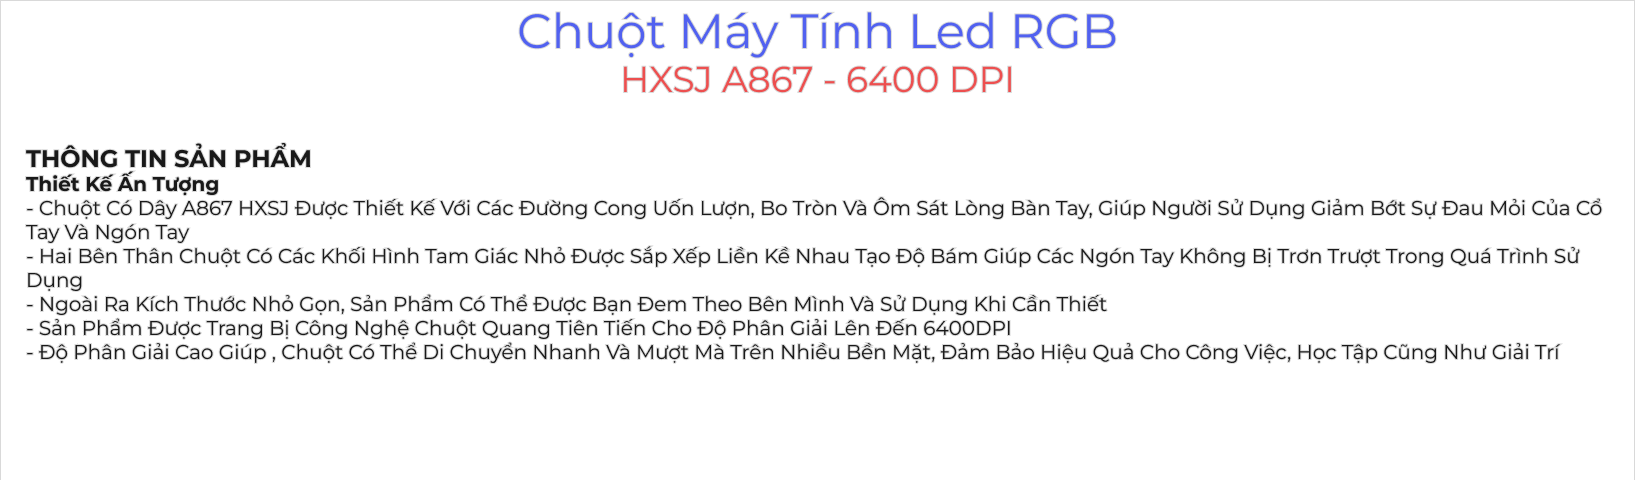 Chuột Máy Tính Led RGB
HXSJ A867 - 6400 DPI
THÔNG TIN SẢN PHẨM
Thiết Kế Ấn Tượng
- Chuột Có Dây A867 HXSJ Được Thiết Kế Với Các Đường Cong Uốn Lượn, Bo Tròn Và Ôm Sát Lòng Bàn Tay, Giúp Người Sử Dụng Giảm Bớt Sự Đau Mỏi Của Cổ
Tay Và Ngón Tay
- Hai Bên Thân Chuột Có Các Khối Hình Tam Giác Nhỏ Được Sắp Xếp Liền Kề Nhau Tạo Độ Bám Giúp Các Ngón Tay Không Bị Trơn Trượt Trong Quá Trình Sử
Dụng
- Ngoài Ra Kích Thước Nhỏ Gọn, Sản Phẩm Có Thể Được Bạn Đem Theo Bên Mình Và Sử Dụng Khi Cần Thiết
- Sản Phẩm Được Trang Bị Công Nghệ Chuột Quang Tiên Tiến Cho Độ Phân Giải Lên Đến 6400DPI
- Độ Phân Giải Cao Giúp , Chuột Có Thể Di Chuyển Nhanh Và Mượt Mà Trên Nhiều Bền Mặt, Đảm Bảo Hiệu Quả Cho Công Việc, Học Tập Cũng Như Giải Trí